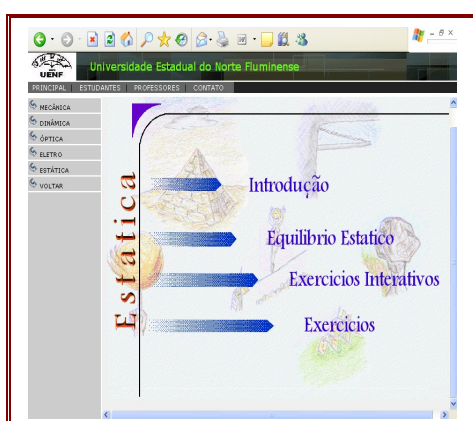 UENF
Universidade Estadual do Norte Fluminense
PRINCIPAL ESTUDANTES PROFESSORES CONTATO
MECÂNICA
DINÂMICA
ÓPTICA
ELETRO
ESTÁTICA
VOLTAR
Estatica
Introdução
Equilibrio Estatico
Exercicios Interativos
Exercicios